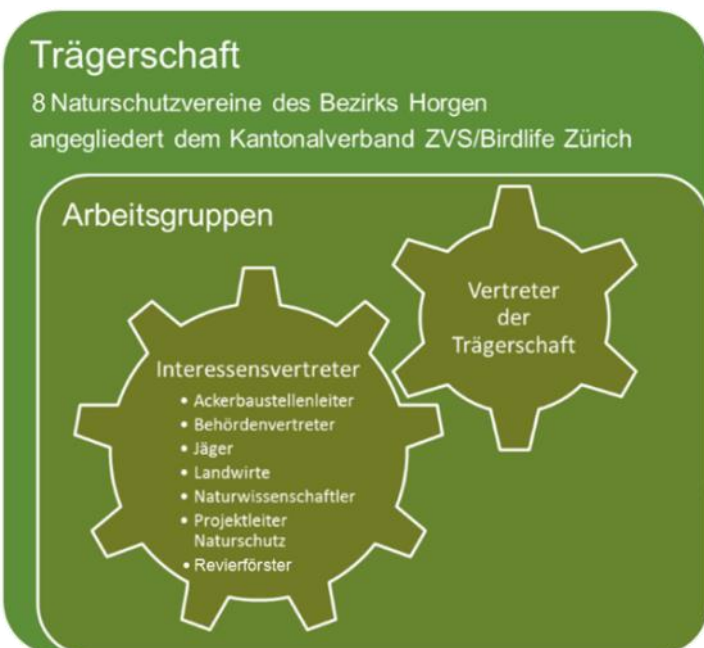 Trägerschaft
8 Naturschutzvereine des Bezirks Horgen
angegliedert dem Kantonalverband ZVS/Birdlife Zürich
Arbeitsgruppen
Vertreter
der
Trägerschaft
Interessensvertreter
• Ackerbaustellenleiter
• Behördenvertreter
• Jäger
• Landwirte
• Naturwissenschaftler
• Projektleiter
Naturschutz
• Revierförster